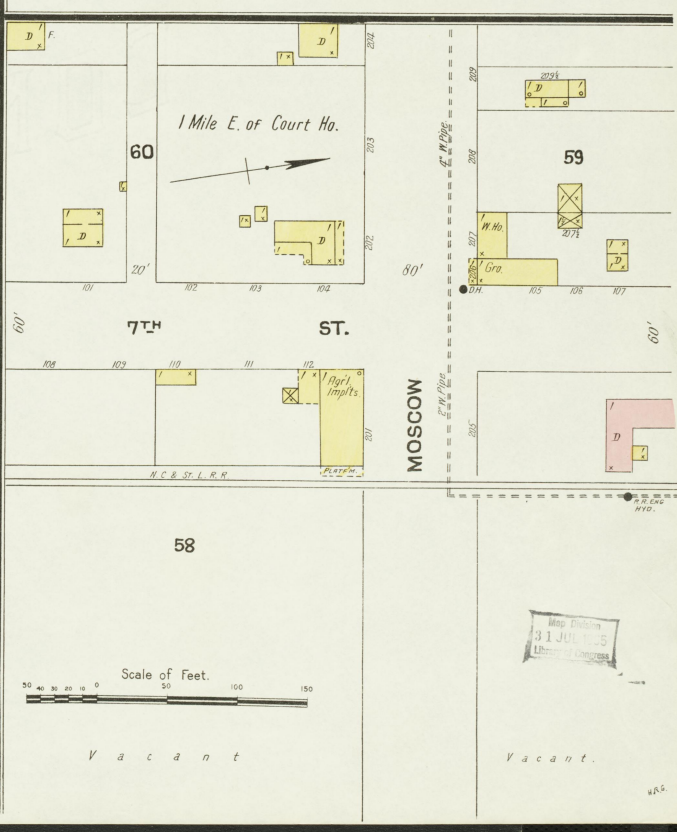 D
F.
D
204
209
209½
D
1 Mile E. of Court Ho.
4" W. Pipe
60
203
208
59
W.Ho.
207
207½
D
D
202
D
206
Gro.
20'
80'
D.H.
101
102
103
104
105
106
107
60'
7TH
ST.
60'
108
109
110
111
112
Agr'l
Implts.
MOSCOW
2" W. Pipe
201
205
D
PLATF'M.
N. C & ST. L. R. R.
R.R. ENG
HYD.
58
Map Division
31 JUL
Library of Congress
Scale of Feet.
50 40 30 20 10 0 50 100 150
Vacant
Vacant.
H&G.